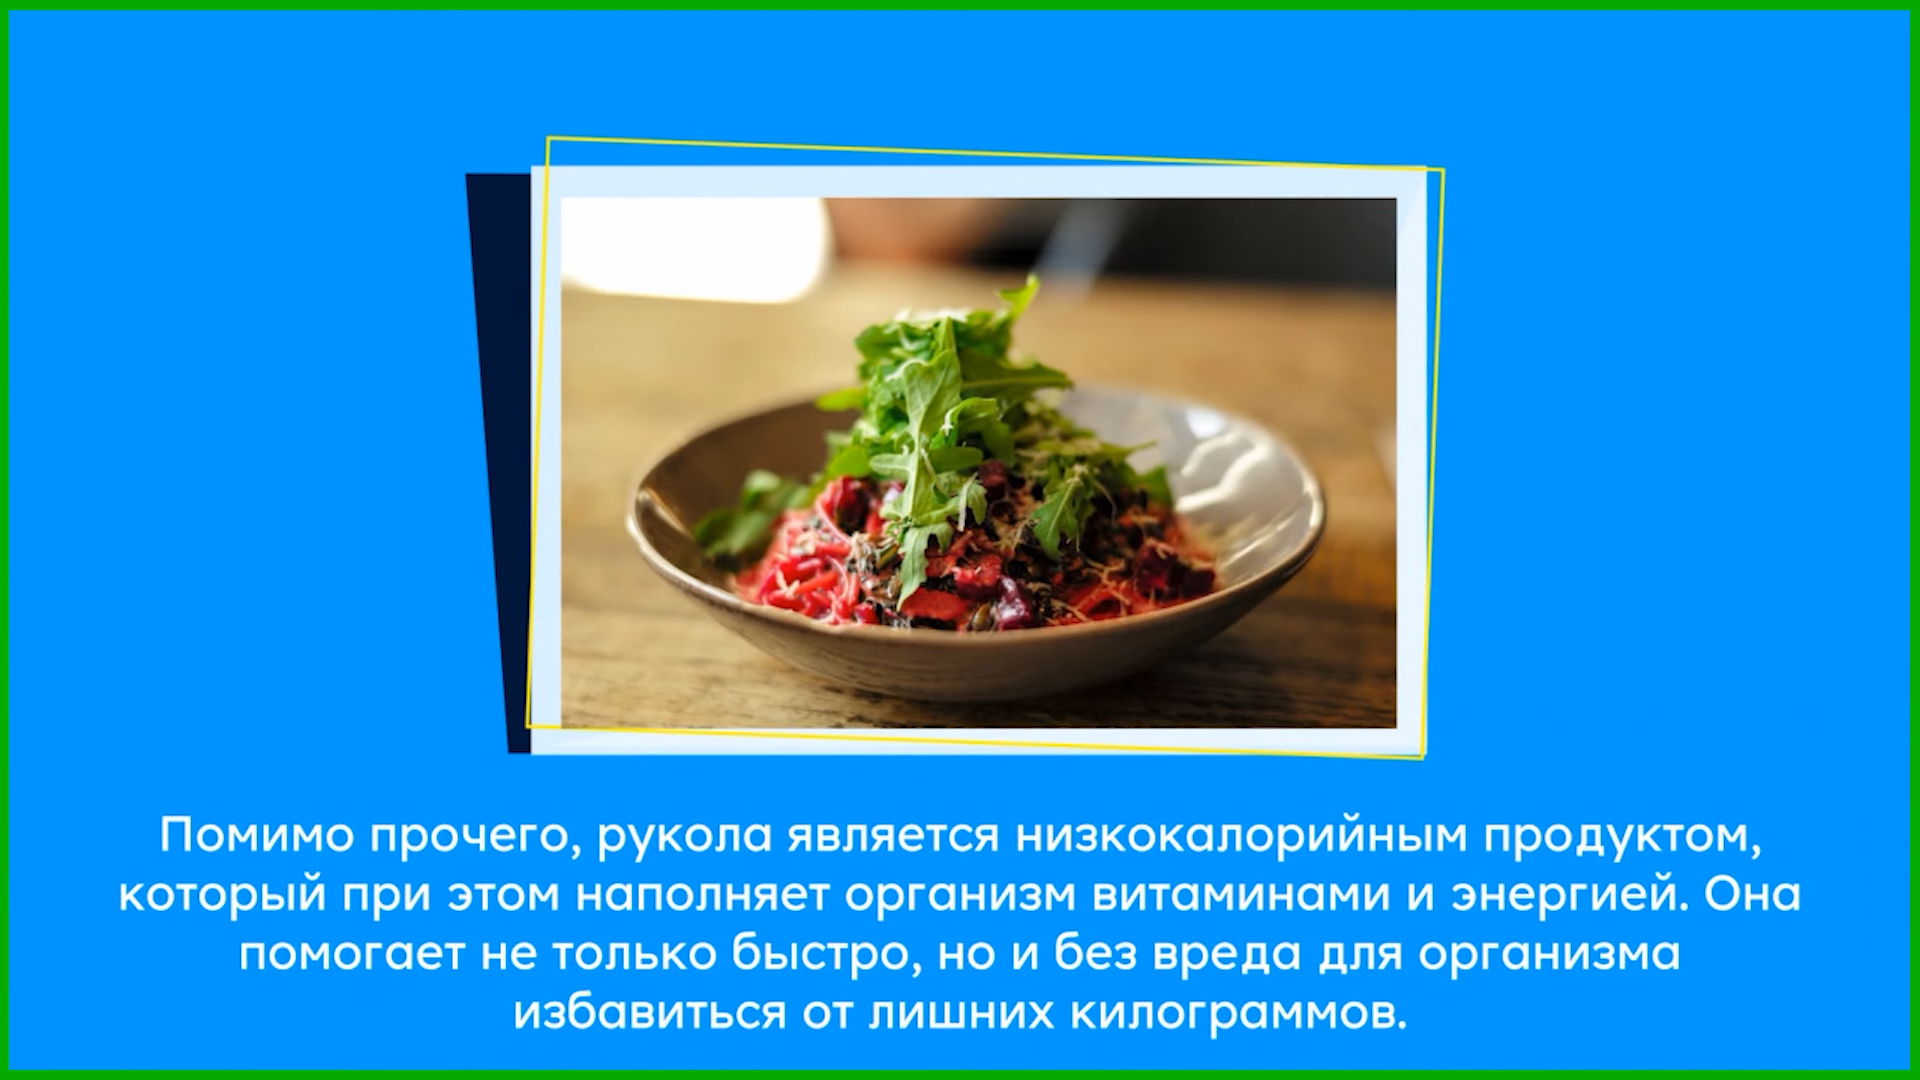 Помимо прочего, рукола является низкокалорийным продуктом,
который при этом наполняет организм витаминами и энергией. Она
помогает не только быстро, но и без вреда для организма
избавиться от лишних килограммов.